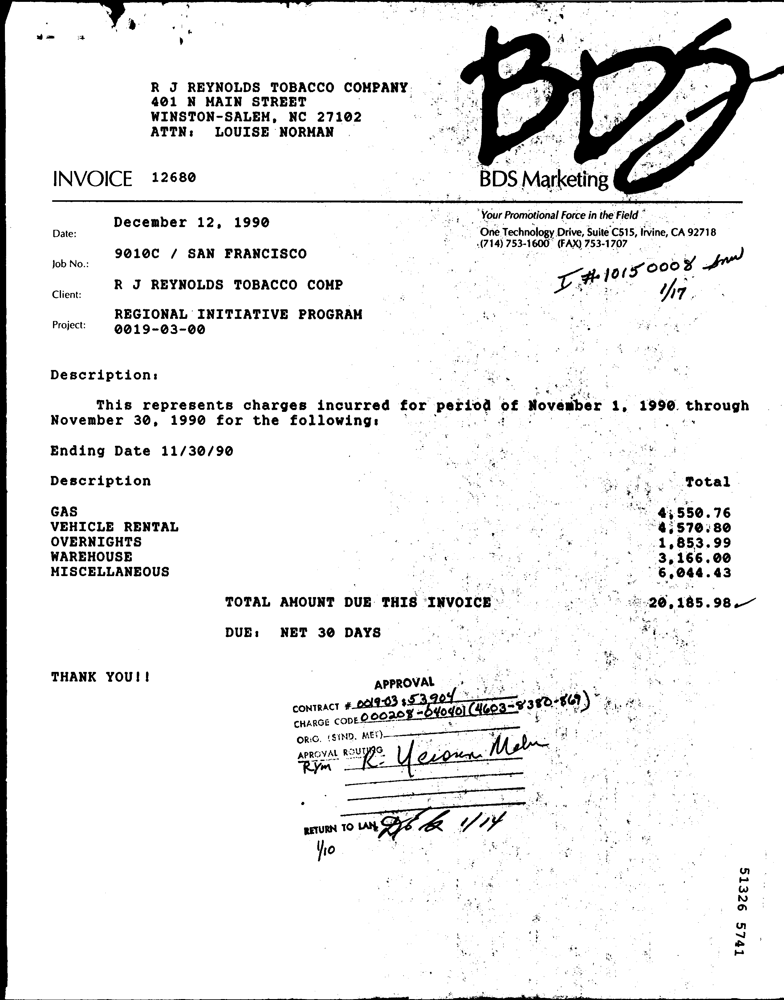 R J REYNOLDS TOBACCO COMPANY
401 N MAIN STREET
WINSTON-SALEM, NC 27102
ATTN: LOUISE NORMAN
BDS
INVOICE 12680
BDS Marketing
Your Promotional Force in the Field
One Technology Drive, Suite C515, Irvine, CA 92718
(714) 753-1600 (FAX) 753-1707
Date: December 12, 1990
Job No.: 9010C / SAN FRANCISCO
Client: R J REYNOLDS TOBACCO COMP
Project: REGIONAL INITIATIVE PROGRAM
0019-03-00
I # 10150008
1/17
Description:
This represents charges incurred for period of November 1, 1990 through
November 30, 1990 for the following:
Ending Date 11/30/90
Description Total
GAS 4,550.76
VEHICLE RENTAL 4,570.80
OVERNIGHTS 1,853.99
WAREHOUSE 3,166.00
MISCELLANEOUS 6,044.43
TOTAL AMOUNT DUE THIS INVOICE 20,185.98
DUE: NET 30 DAYS
THANK YOU!!
APPROVAL
CONTRACT # 0019-03 53904
CHARGE CODE 000208-040401 (4603-8380-869)
ORIG. (SIND. MET)
APROVAL ROUTING
RYM R.
RETURN TO LAN 1/14
1/10
51326 5741